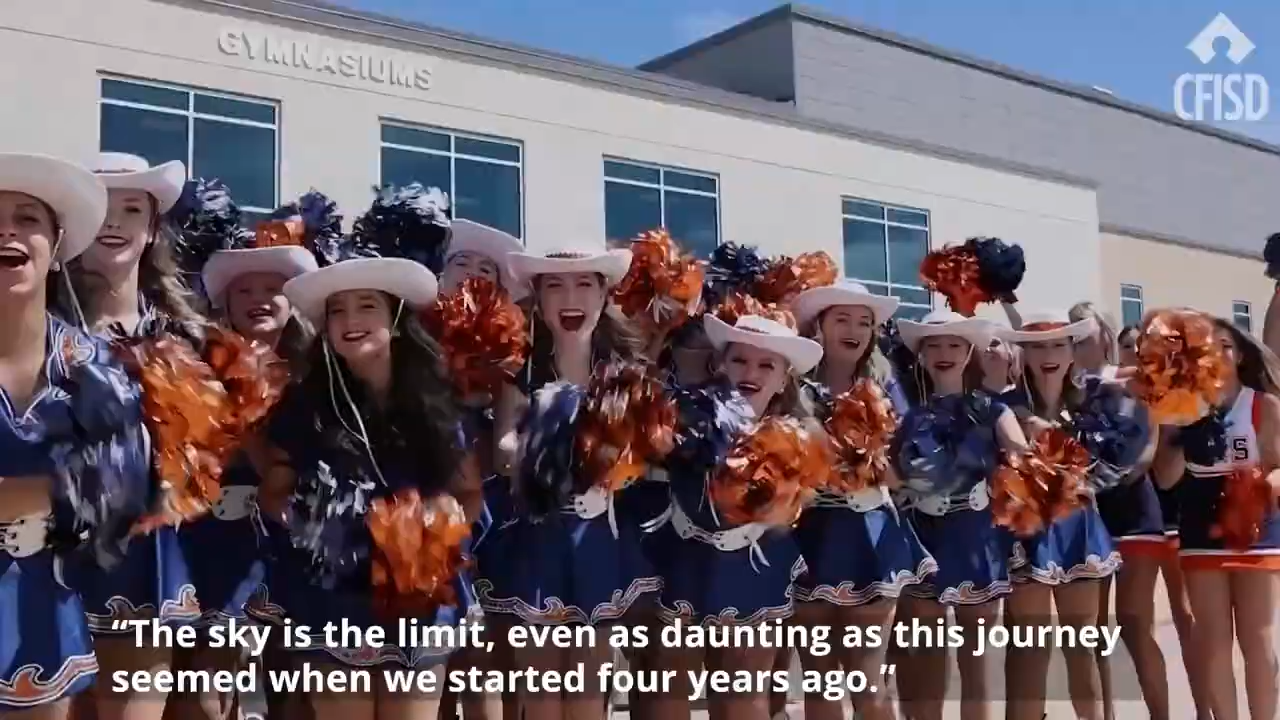 GYMNASIUMS
CFISD
S
“The sky is the limit, even as daunting as this journey
seemed when we started four years ago.”